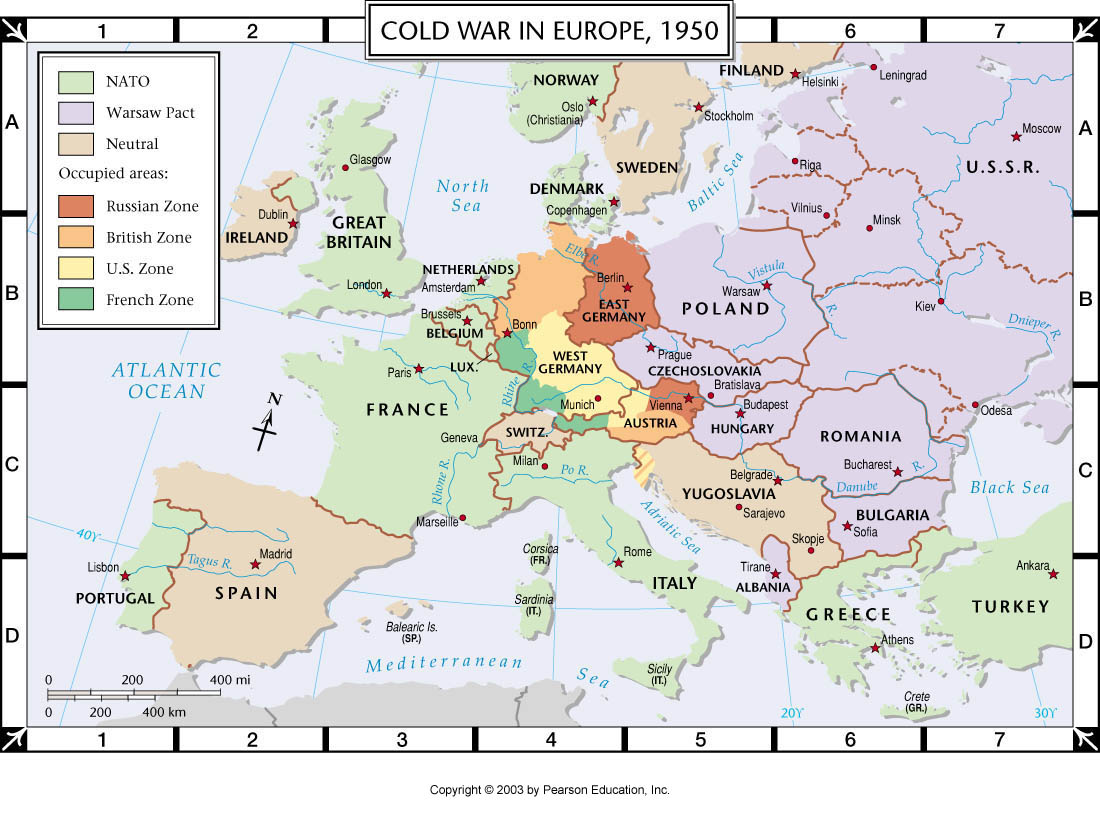 COLD WAR IN EUROPE, 1950
1
2
6
7
A
B
C
D
A
B
C
D
NATO
Warsaw Pact
Neutral
Occupied areas:
Russian Zone
British Zone
U.S. Zone
French Zone
NORWAY
Oslo
(Christiania)
FINLAND
Helsinki
Leningrad
Stockholm
SWEDEN
Moscow
U.S.S.R.
Riga
Baltic Sea
Vilnius
Minsk
Glasgow
North
Sea
DENMARK
Copenhagen
Dublin
IRELAND
GREAT
BRITAIN
London
NETHERLANDS
Amsterdam
Elbe R.
Berlin
EAST
GERMANY
Vistula
R.
Warsaw
POLAND
Kiev
Dnieper R.
Brussels
BELGIUM
Bonn
LUX.
WEST
GERMANY
Prague
CZECHOSLOVAKIA
Bratislava
ATLANTIC
OCEAN
Paris
Rhine R.
Munich
Vienna
Budapest
Odesa
N
FRANCE
SWITZ.
AUSTRIA
HUNGARY
ROMANIA
Geneva
Milan
Po R.
Bucharest
Rhone R.
Belgrade
Danube
R.
YUGOSLAVIA
Black Sea
Marseille
Sarajevo
BULGARIA
Adriatic Sea
Sofia
Skopje
40Y
Tagus R.
Madrid
Lisbon
PORTUGAL
SPAIN
Corsica
(FR.)
Rome
Tirane
ALBANIA
Ankara
Sardinia
(IT.)
ITALY
GREECE
TURKEY
Balearic Is.
(SP.)
Athens
Mediterranean
Sea
Sicily
(IT.)
Crete
(GR.)
0
200
400 mi
0
200
400 km
20Y
30Y
1
2
3
4
5
6
7
Copyright © 2003 by Pearson Education, Inc.